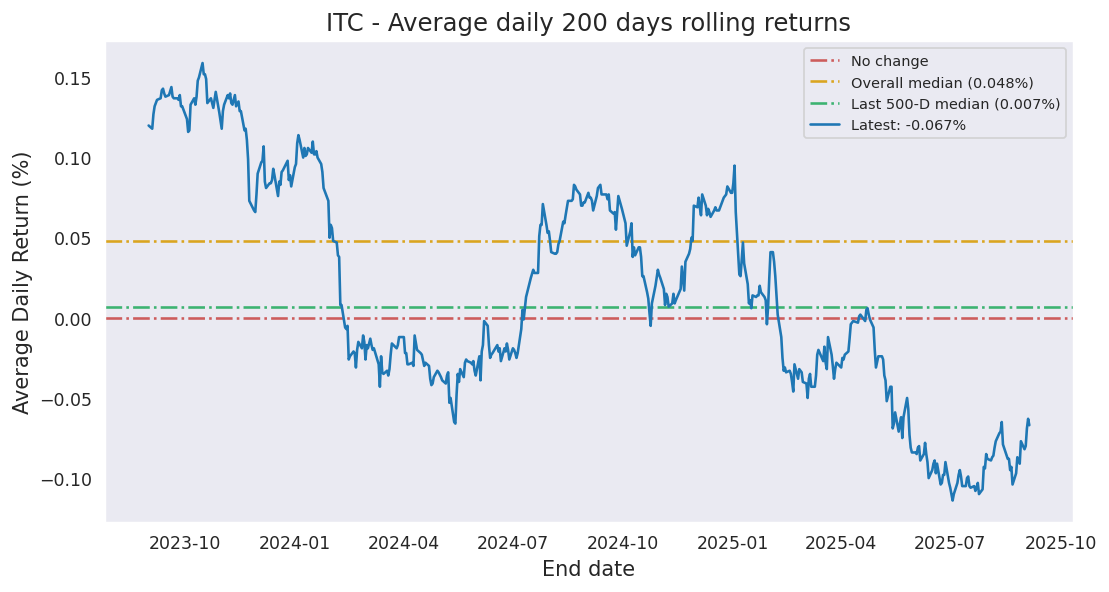 ITC - Average daily 200 days rolling returns
No change
Overall median (0.048%)
Last 500-D median (0.007%)
Latest: -0.067%
Average Daily Return (%)
0.15
0.10
0.05
0.00
−0.05
−0.10
2023-10 2024-01 2024-04 2024-07 2024-10 2025-01 2025-04 2025-07 2025-10
End date